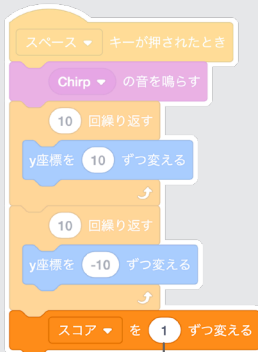 スペース キーが押されたとき
Chirp の音を鳴らす
10 回繰り返す
y座標を 10 ずつ変える
10 回繰り返す
y座標を -10 ずつ変える
スコア を 1 ずつ変える